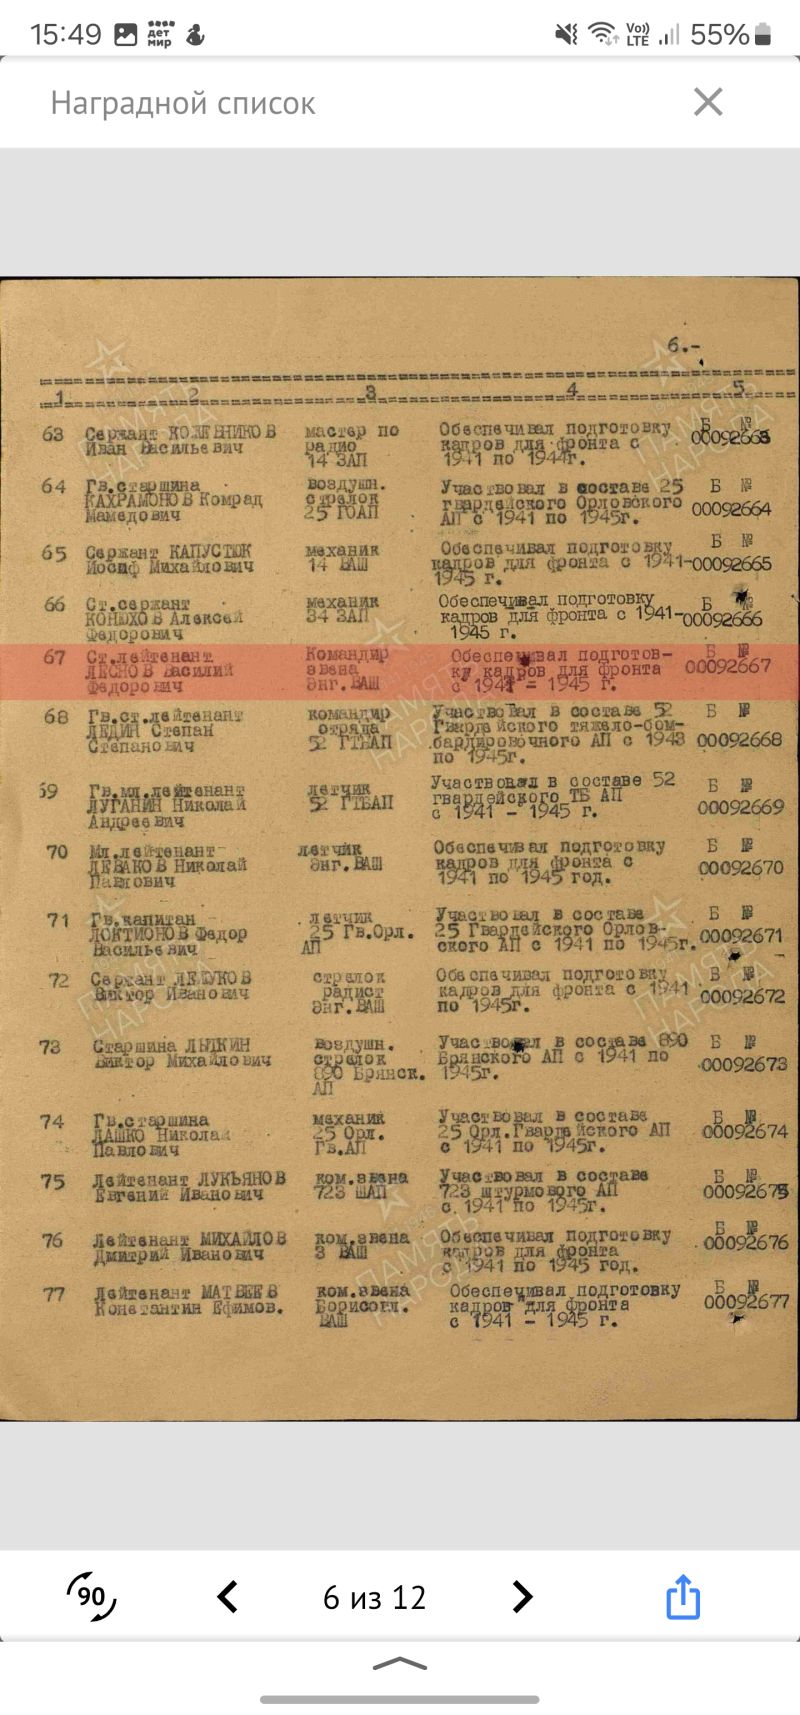 15:49 дет мир Vo)) LTE 55%
Наградной список
6.-
1 2 3 4 5
63 Сержант КОЖЕВНИКОВ мастер по Обеспечивал подготовку Б №
Иван Васильевич радио кадров для фронта с 00092663
14 ЗАП 1941 по 1944г.
64 Гв.старшина воздушн. Участвовал в составе 25 Б №
КАХРАМОНОВ Комрад стрелок гвардейского Орловского 00092664
Мамедович 25 ГОАП АП с 1941 по 1945г.
65 Сержант КАПУСТЮК механик Обеспечивал подготовку Б №
Иосиф Михайлович 14 ВАШ кадров для фронта с 1941- 00092665
1945 г.
66 Ст.сержант механик Обеспечивал подготовку Б №
КОНЮХОВ Алексей 34 ЗАП кадров для фронта с 1941- 00092666
Федорович 1945 г.
67 Ст.лейтенант Командир Обеспечивал подготов- Б №
ЛЕСНОВ Василий звена ку кадров для фронта 00092667
Федорович Энг.ВАШ с 1941 - 1945 г.
68 Гв.ст.лейтенант командир Участвовал в составе 52 Б №
ЛЕДИН Степан отряда Гвардейского тяжело-бом- 00092668
Степанович 52 ГТБАП бардировочного АП с 1943
по 1945г.
69 Гв.мл.лейтенант летчик Участвовал в составе 52 Б №
ЛУГАНИН Николай 52 ГТБАП гвардейского ТБ АП 00092669
Андреевич с 1941 - 1945 г.
70 Мл.лейтенант летчик Обеспечивал подготовку Б №
ЛЕВАКОВ Николай Энг.ВАШ кадров для фронта с 00092670
Павлович 1941 по 1945 год.
71 Гв.капитан летчик Участвовал в составе Б №
ЛОКТИОНОВ Федор 25 Гв.Орл. 25 Гвардейского Орлов- 00092671
Васильевич АП ского АП с 1941 по 1945г.
72 Сержант стрелок Обеспечивал подготовку Б №
Виктор Иванович радист кадров для фронта с 1941 00092672
Энг.ВАШ по 1945г.
73 Старшина ЛЫТКИН воздушн. Участвовал в составе 890 Б №
Виктор Михайлович стрелок Брянского АП с 1941 по 00092673
890 Брянск. 1945г.
АП
74 Гв.старшина механик Участвовал в составе Б №
ЛАШКО Николай 25 Орл. 25 Орл.Гвардейского АП 00092674
Павлович Гв.АП с 1941 по 1945г.
75 Лейтенант ЛУКЬЯНОВ ком.звена Участвовал в составе Б №
Евгений Иванович 723 ШАП 723 штурмового АП 00092675
с 1941 по 1945г.
76 Лейтенант МИХАЙЛОВ ком.звена Обеспечивал подготовку Б №
Дмитрий Иванович 3 ВАШ кадров для фронта 00092676
с 1941 по 1945 год.
77 Лейтенант МАТВЕЕВ ком.звена Обеспечивал подготовку Б №
Константин Ефимов. Борисогл. кадров для фронта 00092677
ВАШ с 1941 - 1945 г.
ПАМЯТЬ НАРОДА
90 6 из 12